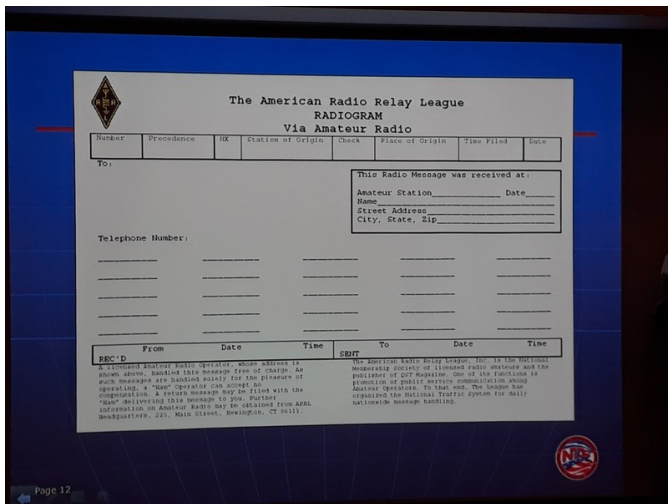 The American Radio Relay League
RADIOGRAM
Via Amateur Radio
Number Precedence HX Station of Origin Check Place of Origin Time Filed Date
To:
This Radio Message was received at:
Amateur Station Date
Name
Street Address
City, State, Zip
Telephone Number:
From Date Time
REC'D
To Date Time
SENT
A licensed Amateur Radio Operator, whose address is
shown above, handled this message free of charge. As
such messages are handled solely for the pleasure of
operating, a "Ham" Operator can accept no
compensation. A return message may be filed with the
"Ham" delivering this message to you. Further
information on Amateur Radio may be obtained from ARRL
Headquarters, 225, Main Street, Newington, CT 06111.
The American Radio Relay League, Inc. is the National
Membership Society of licensed radio amateurs and the
publisher of QST Magazine. One of its functions is
promotion of public service communication among
Amateur Operators. To that end, The League has
organized the National Traffic System for daily
nationwide message handling.
NTS
Page 12